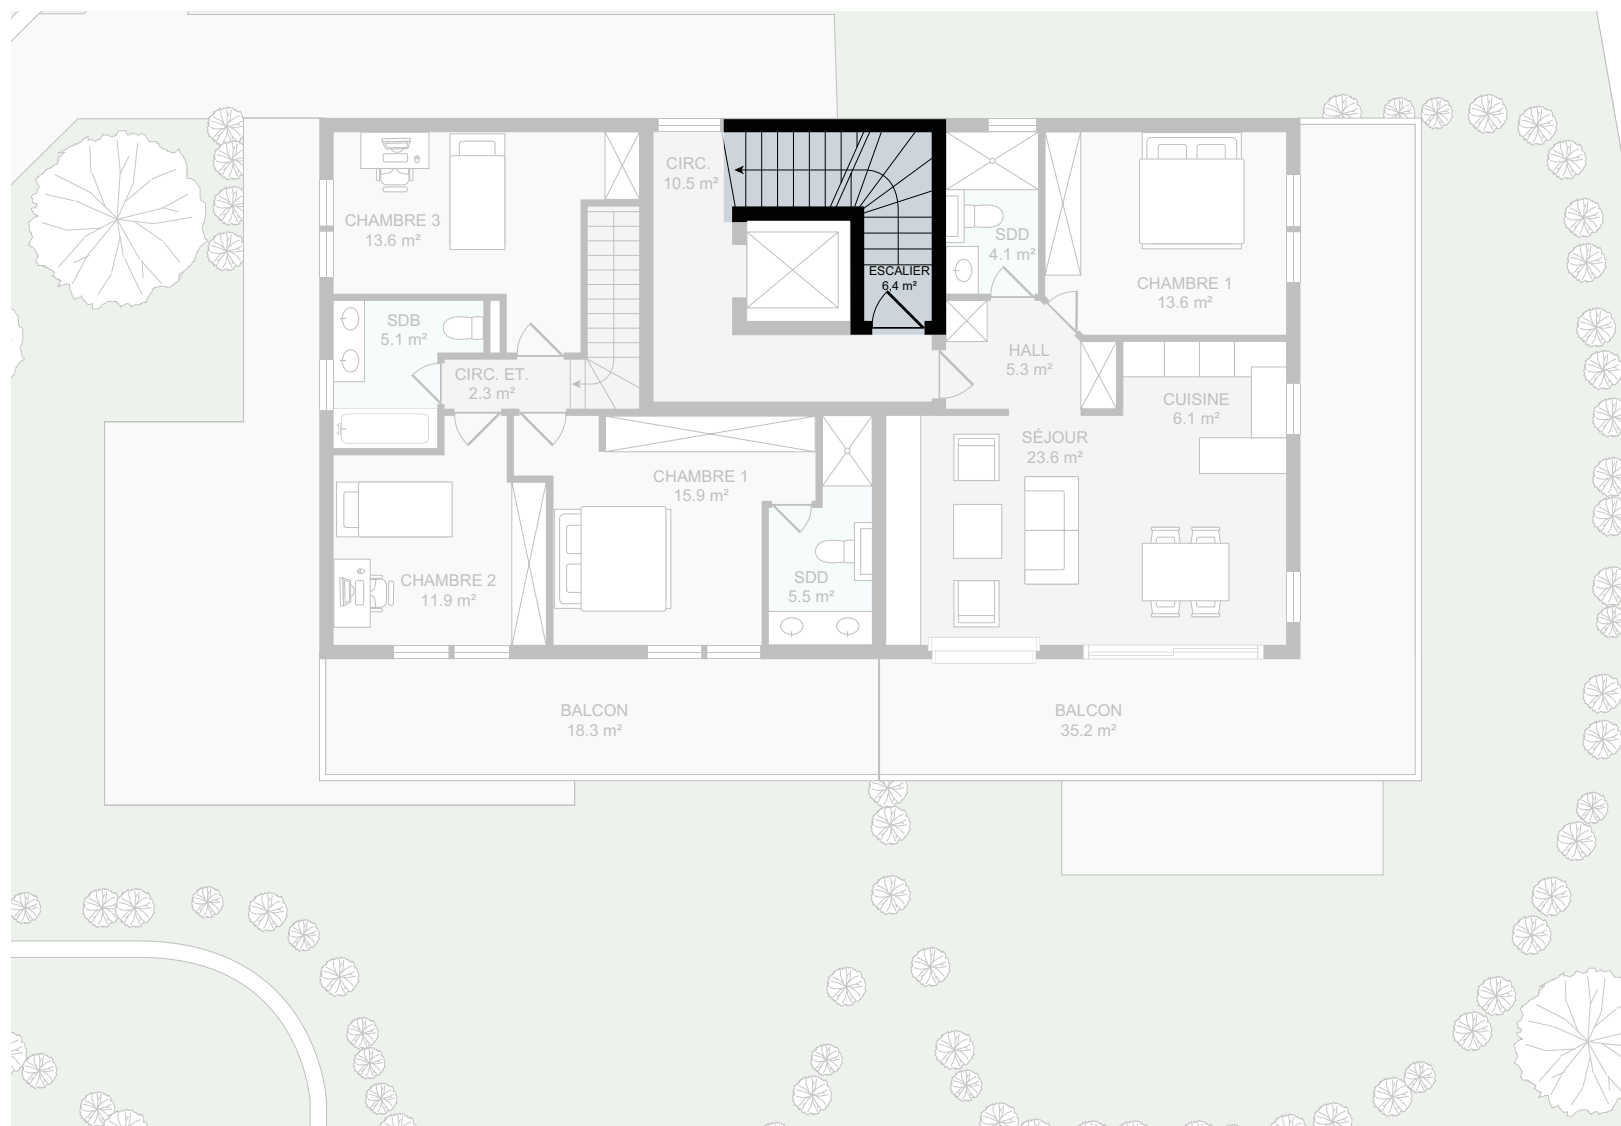 CIRC.
10.5 m²
CHAMBRE 3
13.6 m²
SDD
4.1 m²
ESCALIER
6,4 m²
CHAMBRE 1
13.6 m²
SDB
5.1 m²
HALL
5.3 m²
CIRC. ET.
2.3 m²
CUISINE
6.1 m²
SÉJOUR
23.6 m²
CHAMBRE 1
15.9 m²
CHAMBRE 2
11.9 m²
SDD
5.5 m²
BALCON
18.3 m²
BALCON
35.2 m²